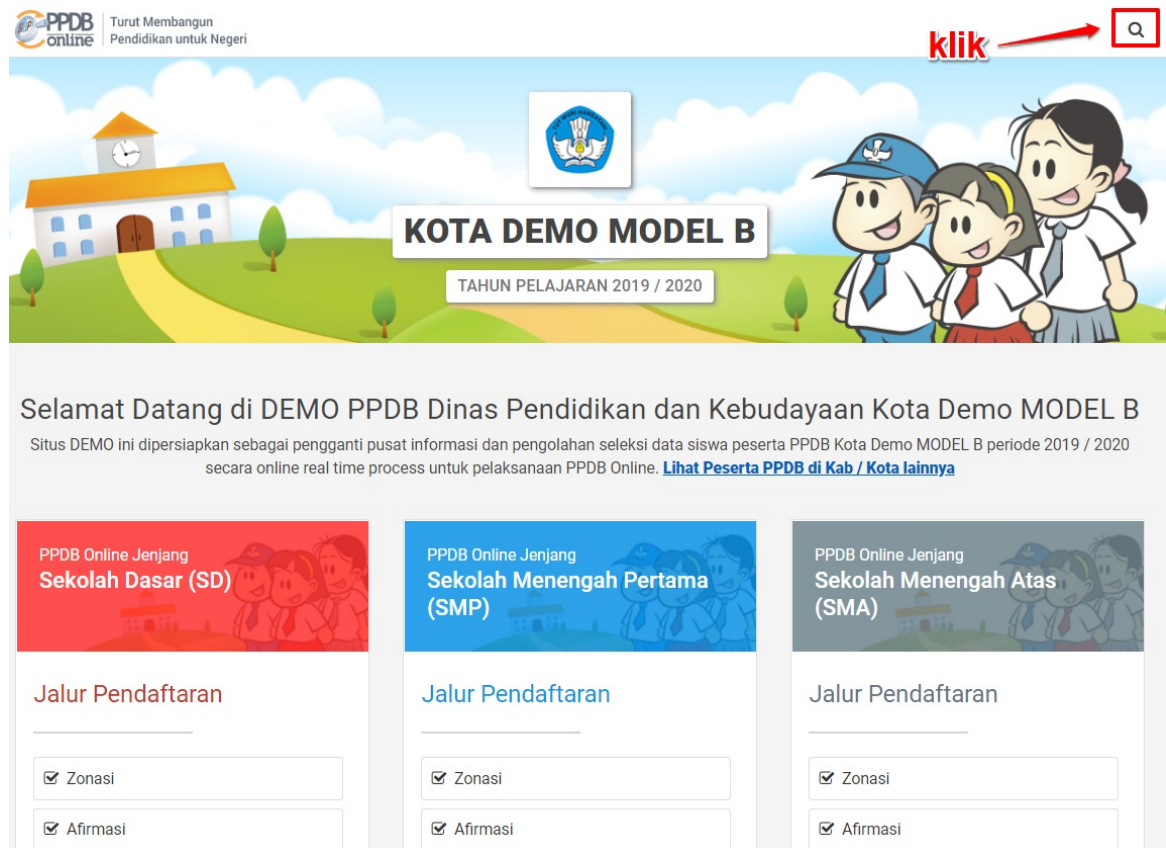 PPDB
online
Turut Membangun
Pendidikan untuk Negeri
klik
TUT WURI HANDAYANI
KOTA DEMO MODEL B
TAHUN PELAJARAN 2019 / 2020
Selamat Datang di DEMO PPDB Dinas Pendidikan dan Kebudayaan Kota Demo MODEL B
Situs DEMO ini dipersiapkan sebagai pengganti pusat informasi dan pengolahan seleksi data siswa peserta PPDB Kota Demo MODEL B periode 2019 / 2020
secara online real time process untuk pelaksanaan PPDB Online. Lihat Peserta PPDB di Kab / Kota lainnya
PPDB Online Jenjang
Sekolah Dasar (SD)
Jalur Pendaftaran
Zonasi
Afirmasi
PPDB Online Jenjang
Sekolah Menengah Pertama
(SMP)
Jalur Pendaftaran
Zonasi
Afirmasi
PPDB Online Jenjang
Sekolah Menengah Atas
(SMA)
Jalur Pendaftaran
Zonasi
Afirmasi